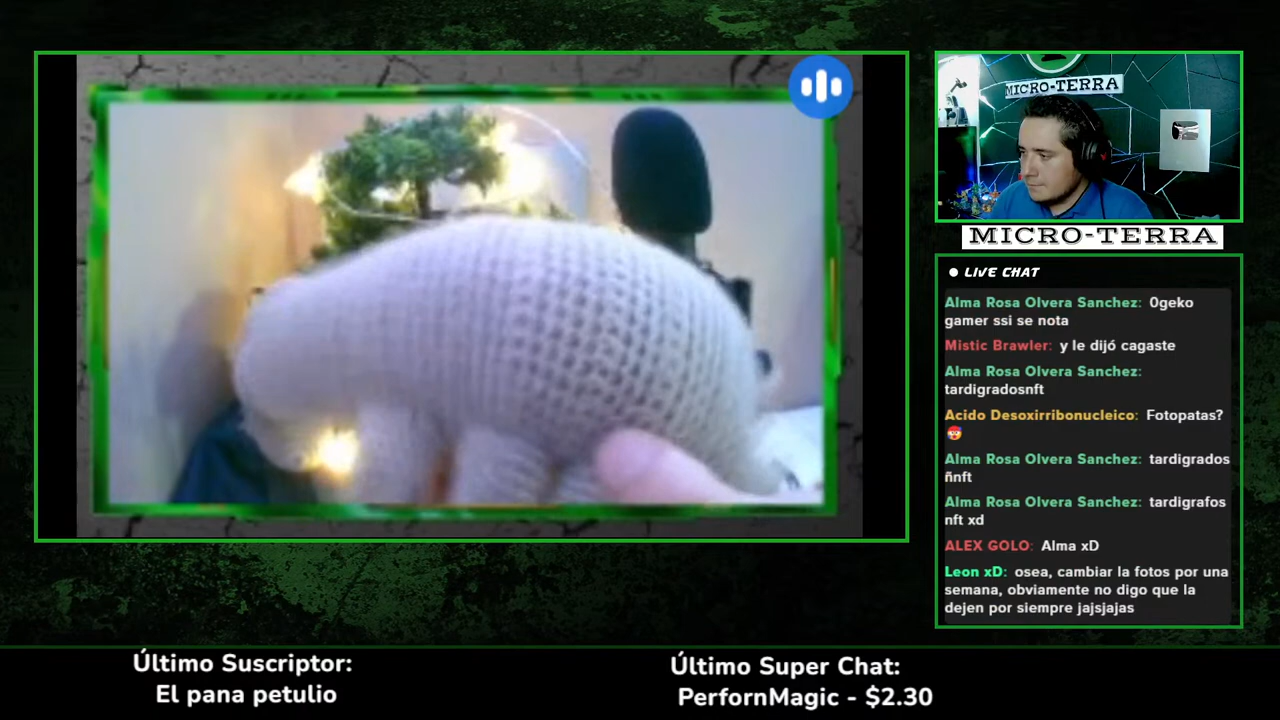 MICRO-TERRA
MICRO-TERRA
LIVE CHAT
Alma Rosa Olvera Sanchez: 0geko
gamer ssi se nota
Mistic Brawler: y le dijó cagaste
Alma Rosa Olvera Sanchez:
tardigradosnft
Acido Desoxirribonucleico: Fotopatas?
Alma Rosa Olvera Sanchez: tardigrados
ñnft
Alma Rosa Olvera Sanchez: tardigrafos
nft xd
ALEX GOLO: Alma xD
Leon xD: osea, cambiar la fotos por una
semana, obviamente no digo que la
dejen por siempre jajsjajas
Último Suscriptor:
El pana petulio
Último Super Chat:
PerfornMagic - $2.30